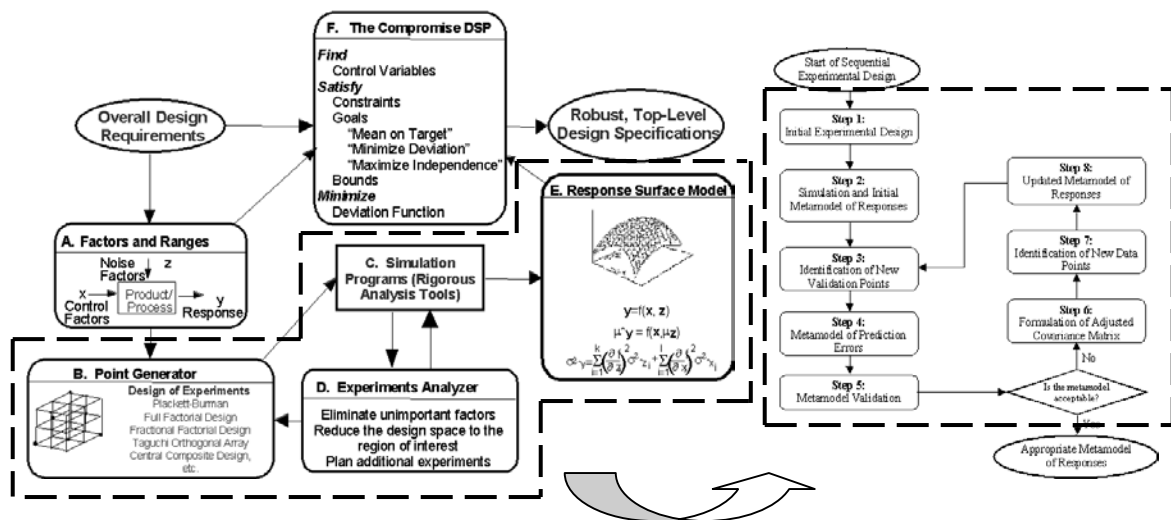 F. The Compromise DSP
Find
Control Variables
Satisfy
Constraints
Goals
"Mean on Target"
"Minimize Deviation"
"Maximize Independence"
Bounds
Minimize
Deviation Function
Overall Design
Requirements
Robust, Top-Level
Design Specifications
A. Factors and Ranges
Noise
Factors
z
x
Control
Factors
Product/
Process
y
Response
B. Point Generator
Design of Experiments
Plackett-Burman
Full Factorial Design
Fractional Factorial Design
Taguchi Orthogonal Array
Central Composite Design,
etc.
C. Simulation
Programs (Rigorous
Analysis Tools)
D. Experiments Analyzer
Eliminate unimportant factors
Reduce the design space to the
region of interest
Plan additional experiments
E. Response Surface Model
y=f(x, z)
μ^y = f(x,μz)
Start of Sequential
Experimental Design
Step 1:
Initial Experimental Design
Step 2:
Simulation and Initial
Metamodel of Responses
Step 3:
Identification of New
Validation Points
Step 4:
Metamodel of Prediction
Errors
Step 5:
Metamodel Validation
Is the metamodel
acceptable?
No
Yes
Step 6:
Formulation of Adjusted
Covariance Matrix
Step 7:
Identification of New Data
Points
Step 8:
Updated Metamodel of
Responses
Appropriate Metamodel
of Responses